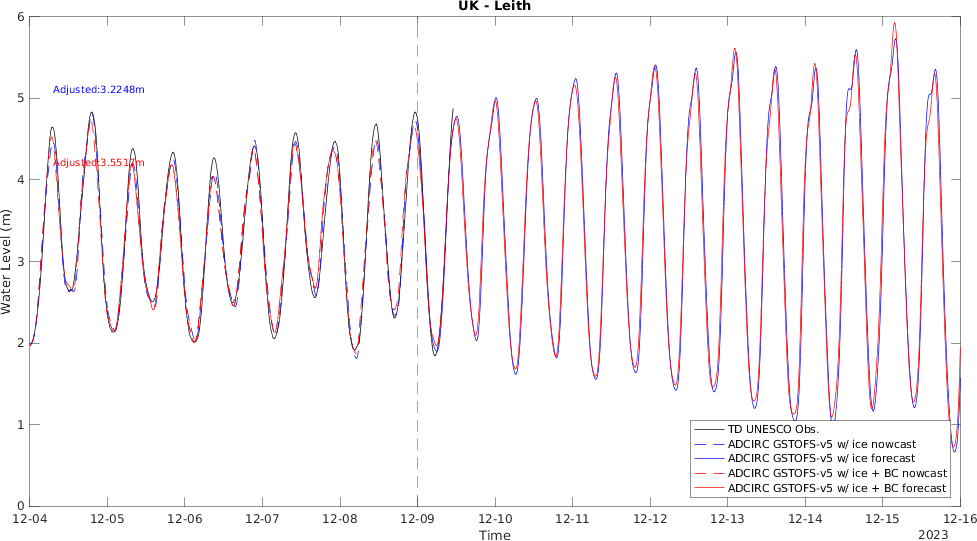 UK - Leith
6
5
4
3
2
1
0
Water Level (m)
Adjusted:3.2248m
Adjusted:3.5517m
TD UNESCO Obs.
ADCIRC GSTOFS-v5 w/ ice nowcast
ADCIRC GSTOFS-v5 w/ ice forecast
ADCIRC GSTOFS-v5 w/ ice + BC nowcast
ADCIRC GSTOFS-v5 w/ ice + BC forecast
12-04 12-05 12-06 12-07 12-08 12-09 12-10 12-11 12-12 12-13 12-14 12-15 12-16
Time
2023